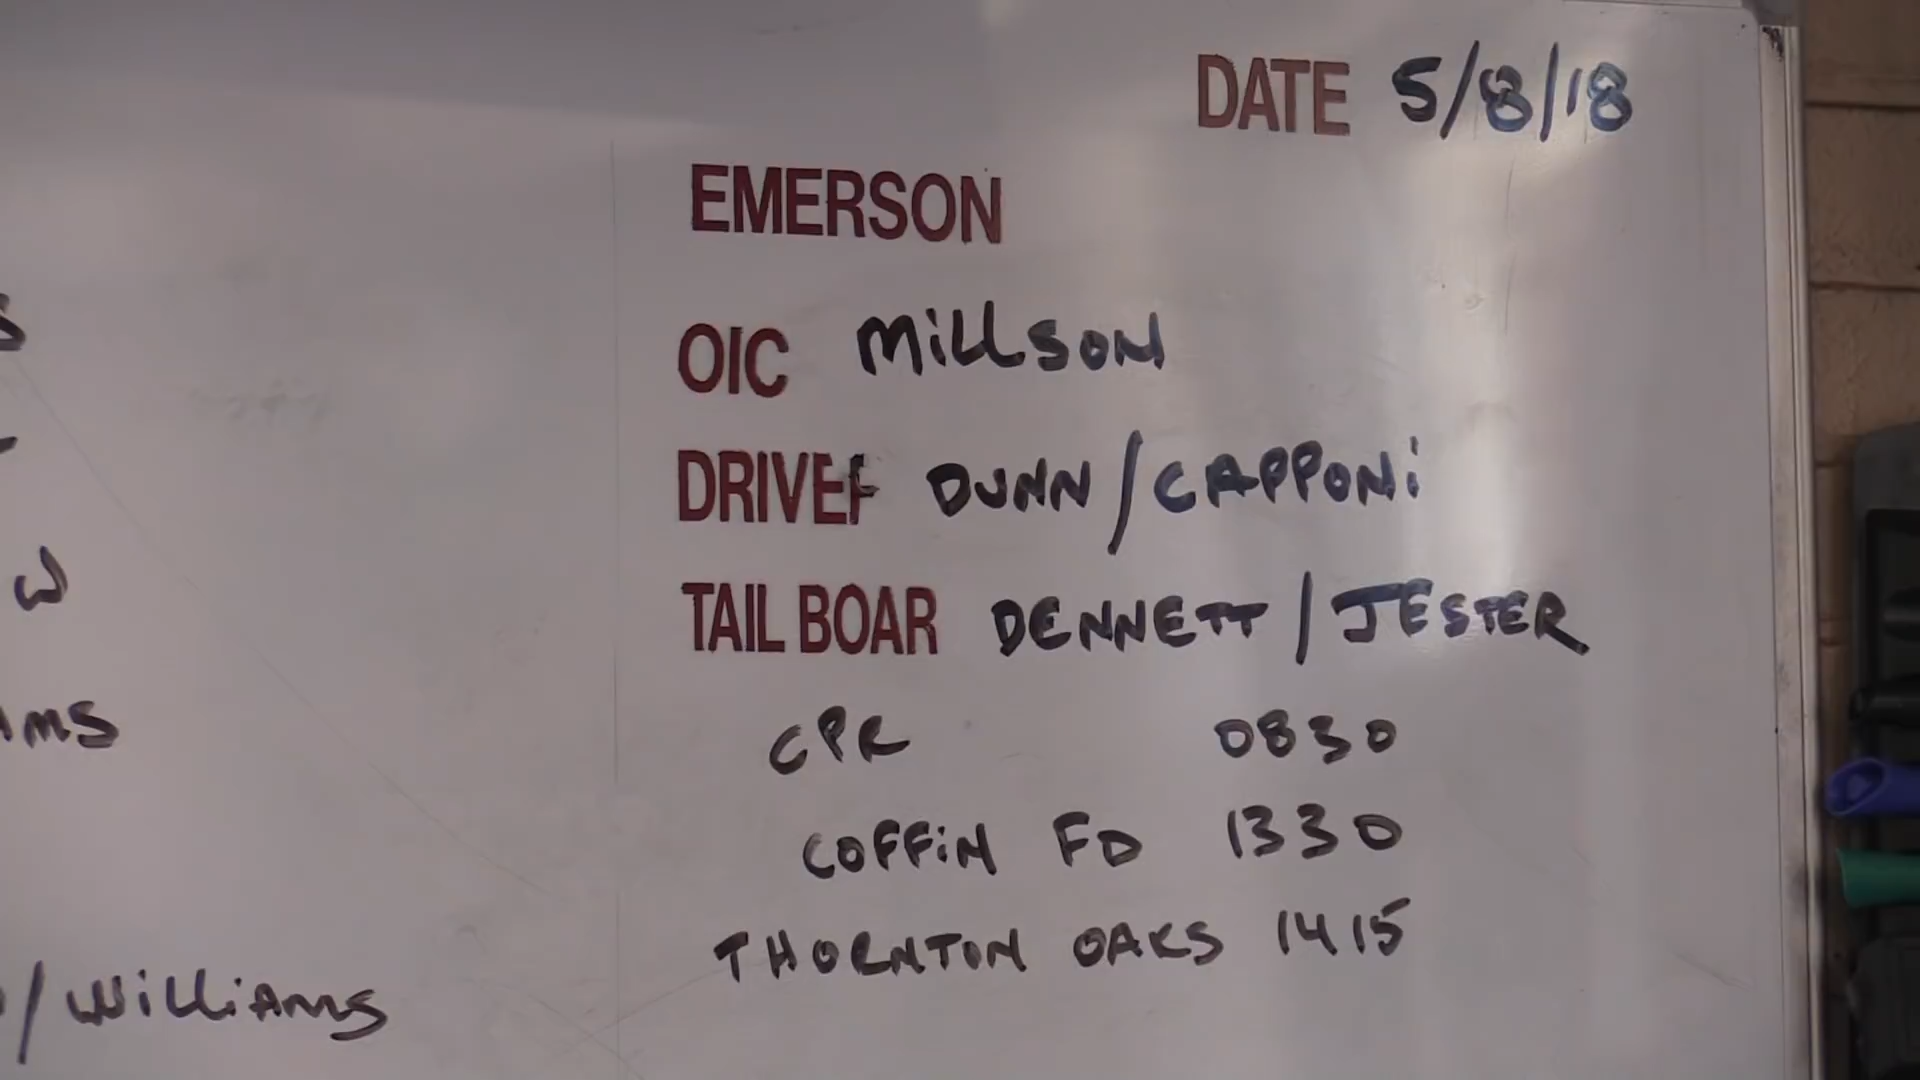 DATE 5/8/18
EMERSON
OIC MillSON
DRIVER DUNN/CAPPONi
TAIL BOAR DENNETT/JESTER
CPR 0830
COFFiN FD 1330
THORNTON OAKS 1415
/Williams